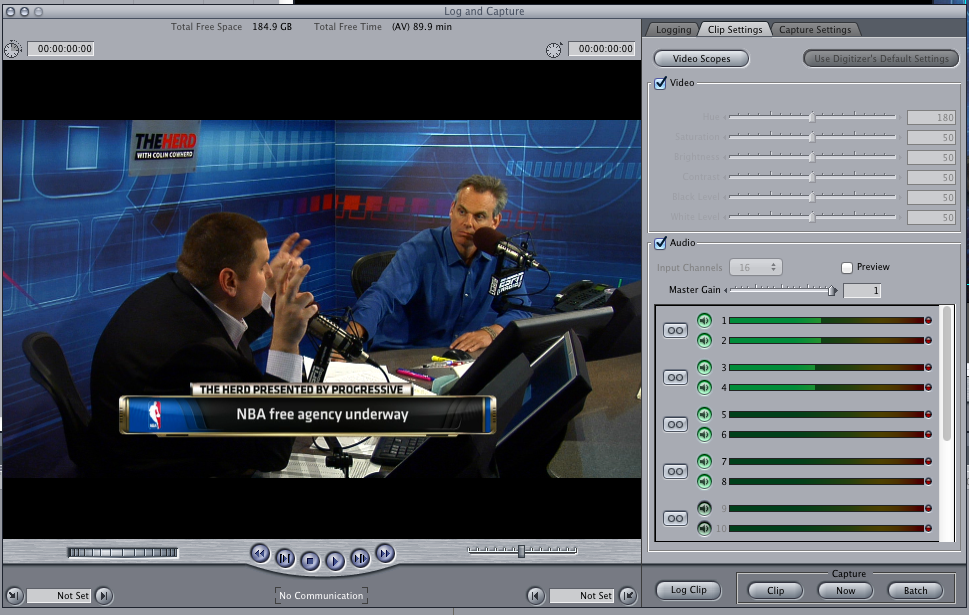 Log and Capture
Total Free Space 184.9 GB Total Free Time (AV) 89.9 min
00:00:00:00 00:00:00:00
Logging Clip Settings Capture Settings
Video Scopes Use Digitizer's Default Settings
Video
Hue 180
Saturation 50
Brightness 50
Contrast 50
Black Level 50
White Level 50
Audio
Input Channels 16 Preview
Master Gain 1
1
2
3
4
5
6
7
8
9
10
THE HERD
WITH COLIN COWHERD
ESPN
RADIO
THE HERD PRESENTED BY PROGRESSIVE
NBA
NBA free agency underway
Not Set No Communication Not Set
Log Clip
Capture
Clip Now Batch